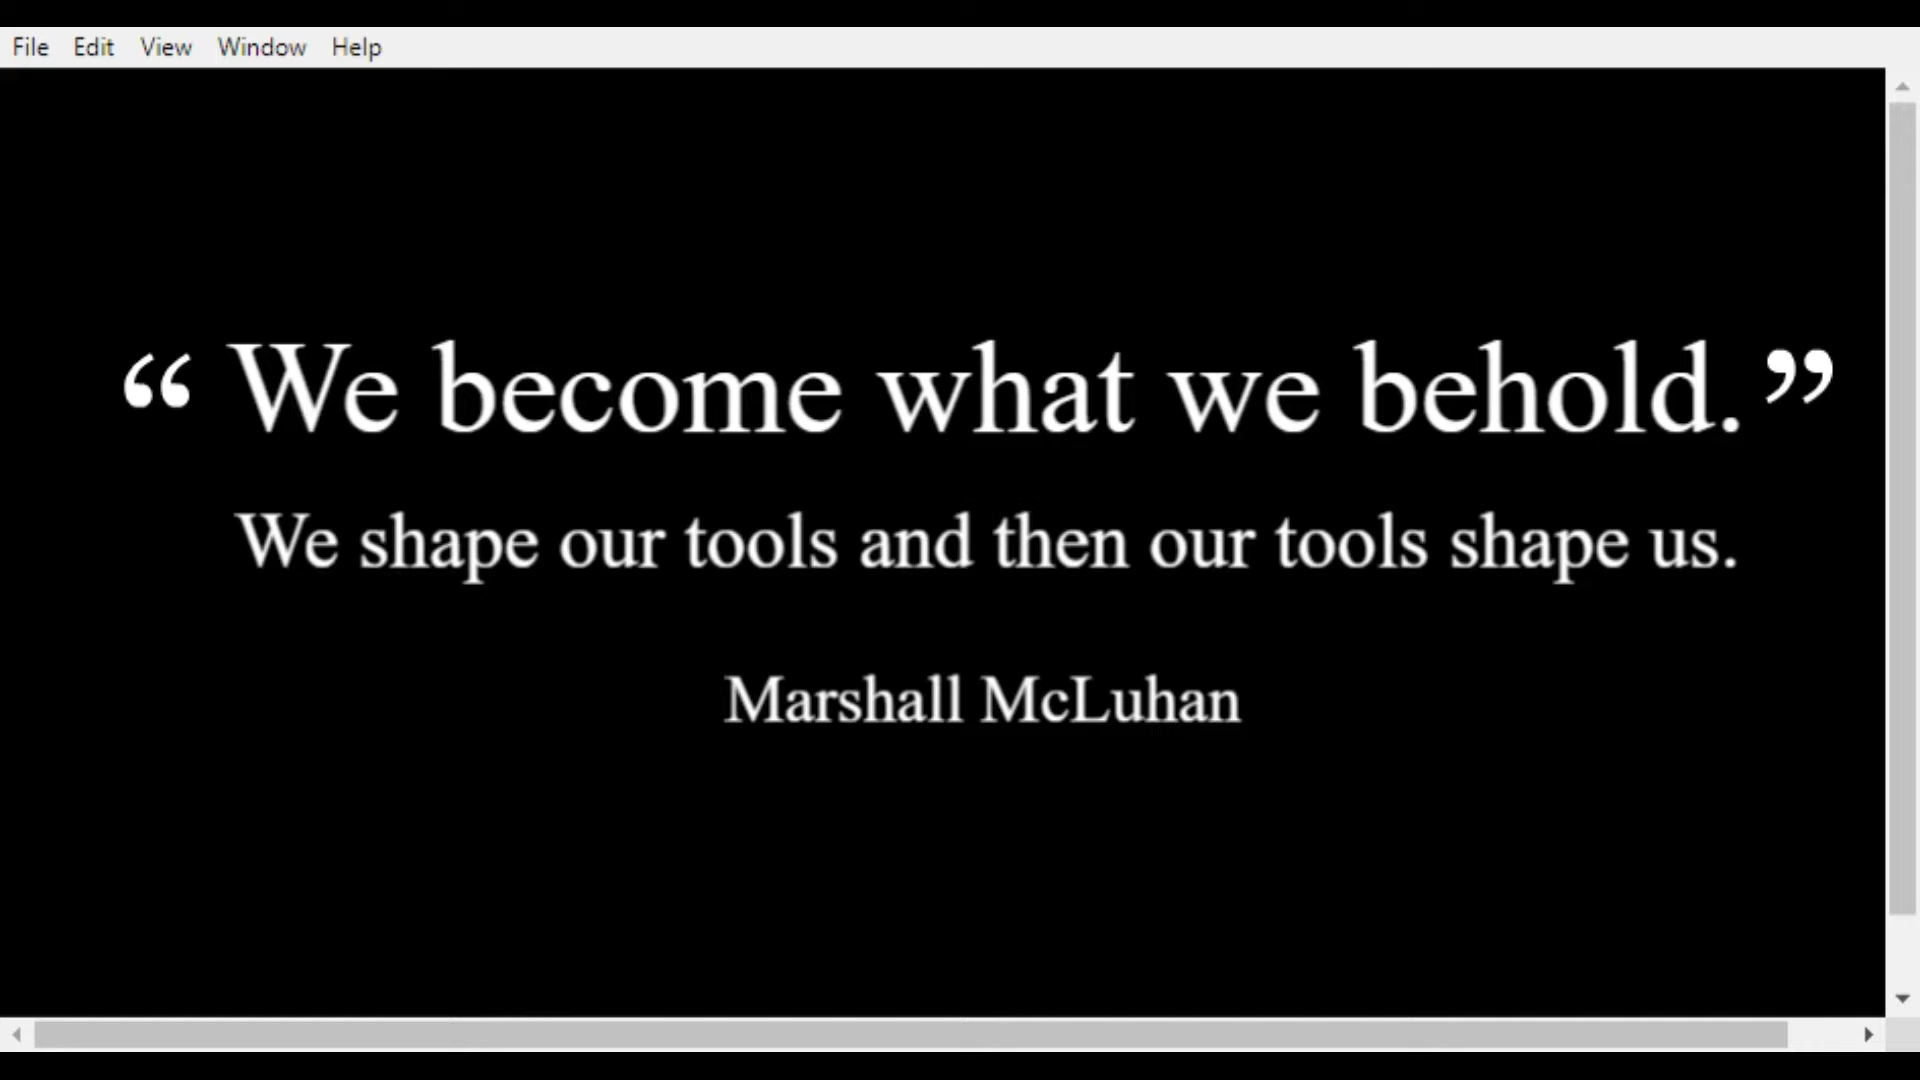 File Edit View Window Help
“ We become what we behold.”
We shape our tools and then our tools shape us.
Marshall McLuhan